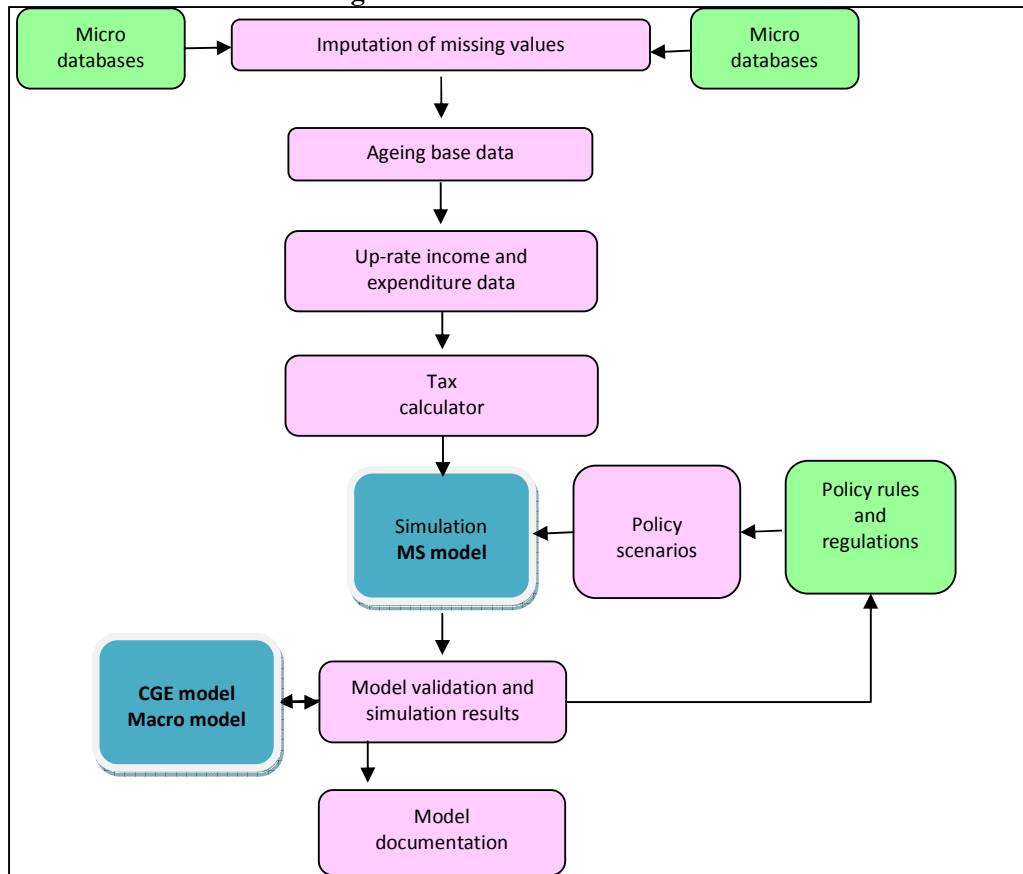 Micro
databases
Imputation of missing values
Micro
databases
Ageing base data
Up-rate income and
expenditure data
Tax
calculator
Simulation
MS model
Policy
scenarios
Policy rules
and
regulations
CGE model
Macro model
Model validation and
simulation results
Model
documentation